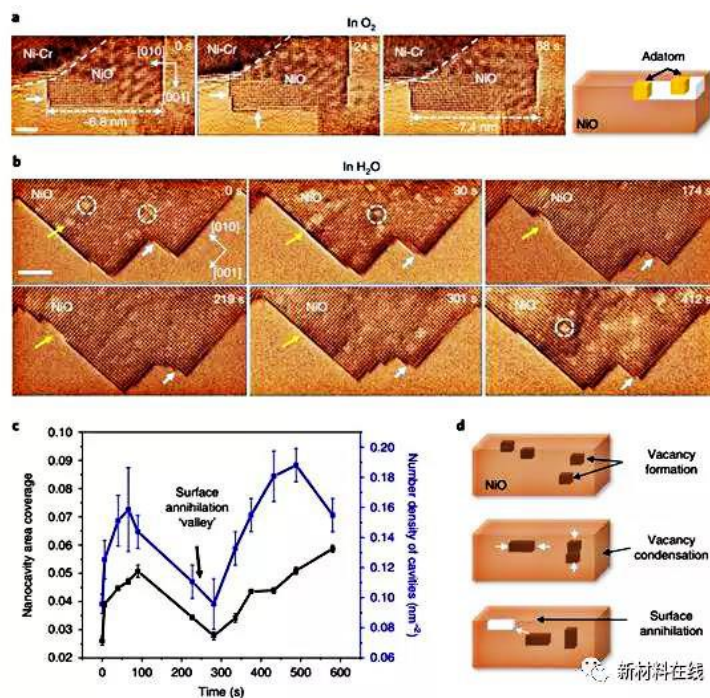 a
In O₂
Ni-Cr
NiO
[010]
[001]
0 s
~6.8 nm
Ni-Cr
NiO
24 s
Ni-Cr
NiO
68 s
~7.4 nm
Adatom
NiO
b
In H₂O
NiO
0 s
[010]
[001]
NiO
30 s
NiO
174 s
NiO
219 s
NiO
301 s
NiO
412 s
c
Nanocavity area coverage
0.10
0.09
0.08
0.07
0.06
0.05
0.04
0.03
0.02
Surface
annihilation
'valley'
0.20
0.18
0.16
0.14
0.12
0.10
0.08
0.06
Number density of cavities (nm⁻²)
0
100
200
300
400
500
600
Time (s)
d
Vacancy
formation
NiO
Vacancy
condensation
Surface
annihilation
新材料在线